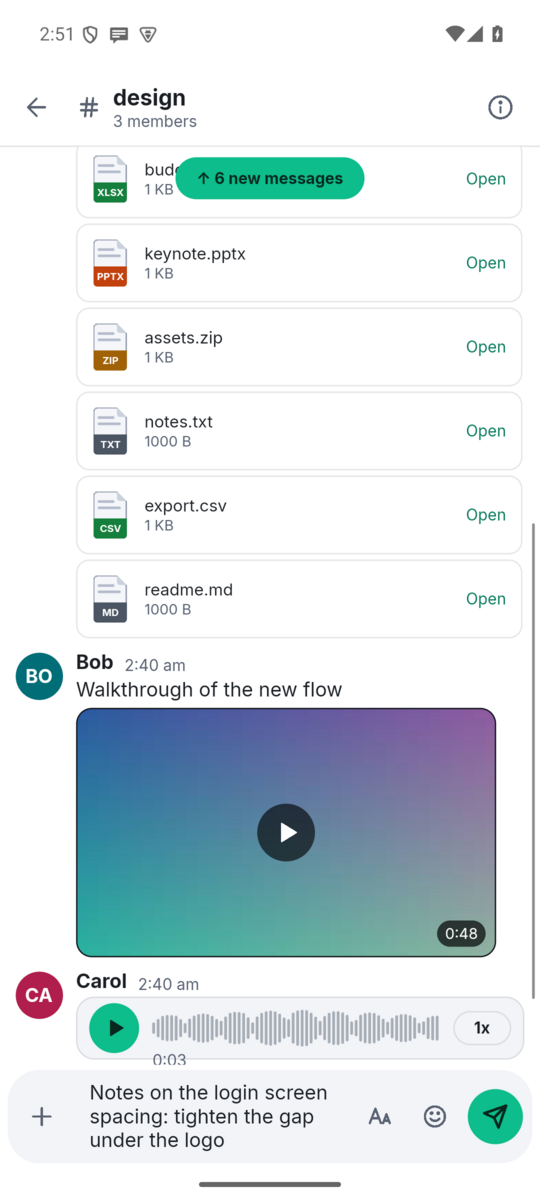 2:51
design
3 members
1 KB
XLSX
Open
↑ 6 new messages
keynote.pptx
1 KB
PPTX
Open
assets.zip
1 KB
ZIP
Open
notes.txt
1000 B
TXT
Open
export.csv
1 KB
CSV
Open
readme.md
1000 B
MD
Open
BO
Bob 2:40 am
Walkthrough of the new flow
0:48
CA
Carol 2:40 am
1x
0:03
Notes on the login screen
spacing: tighten the gap
under the logo
AA